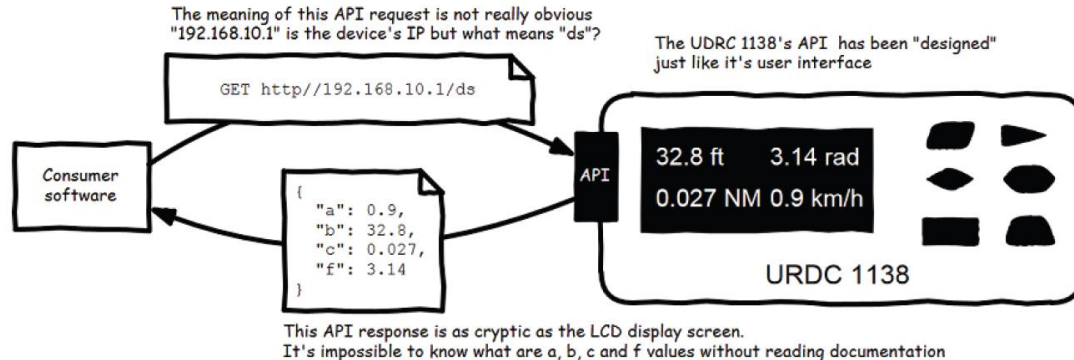 The meaning of this API request is not really obvious
"192.168.10.1" is the device's IP but what means "ds"?
GET http//192.168.10.1/ds
The UDRC 1138's API has been "designed"
just like it's user interface
Consumer
software
{
"a": 0.9,
"b": 32.8,
"c": 0.027,
"f": 3.14
}
API
32.8 ft 3.14 rad
0.027 NM 0.9 km/h
URDC 1138
This API response is as cryptic as the LCD display screen.
It's impossible to know what are a, b, c and f values without reading documentation